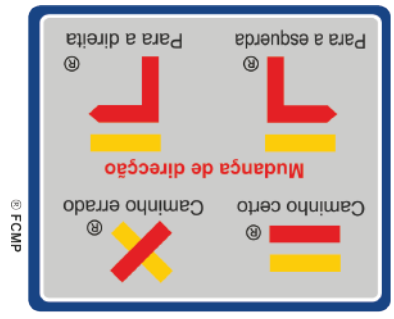 Caminho certo
®
Caminho errado
®
Mudança de direcção
Para a esquerda
®
Para a direita
®
® FCMP